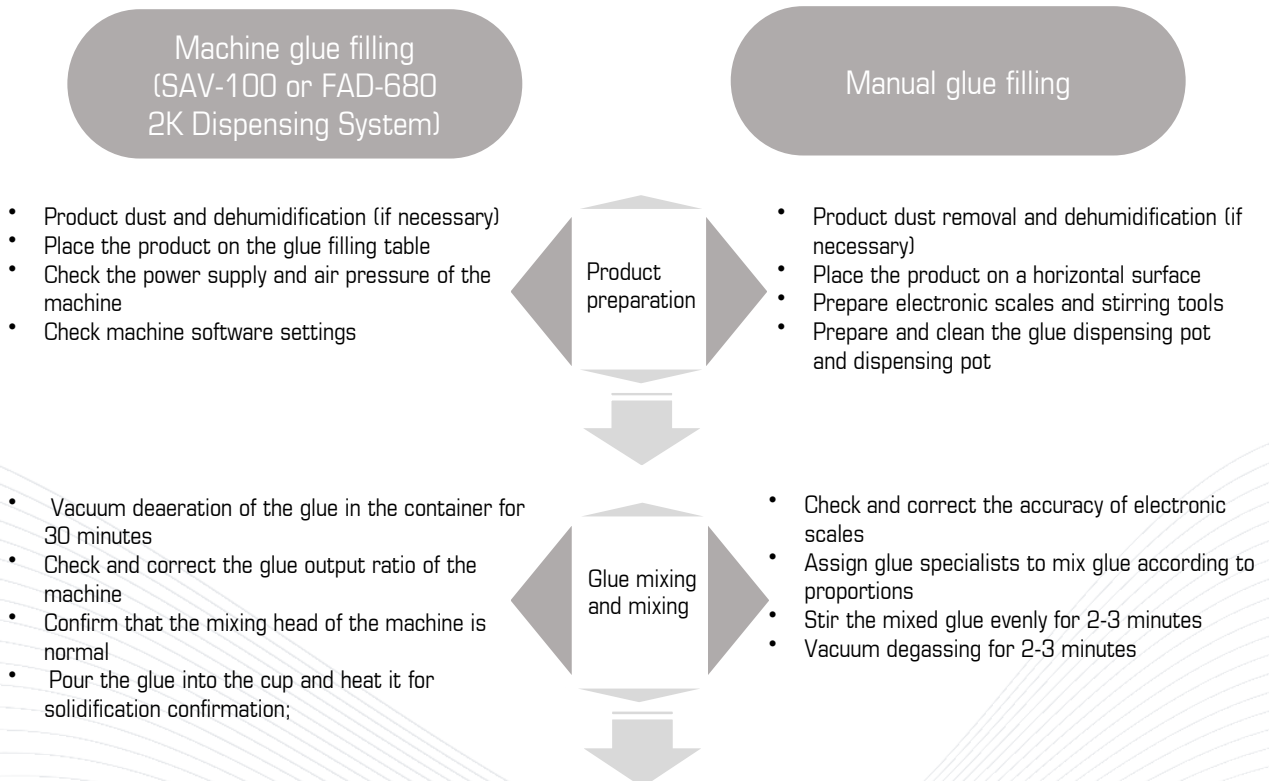 Machine glue filling
(SAV-100 or FAD-680
2K Dispensing System)
Manual glue filling
• Product dust and dehumidification (if necessary)
• Place the product on the glue filling table
• Check the power supply and air pressure of the
machine
• Check machine software settings
Product
preparation
• Product dust removal and dehumidification (if
necessary)
• Place the product on a horizontal surface
• Prepare electronic scales and stirring tools
• Prepare and clean the glue dispensing pot
and dispensing pot
• Vacuum deaeration of the glue in the container for
30 minutes
• Check and correct the glue output ratio of the
machine
• Confirm that the mixing head of the machine is
normal
• Pour the glue into the cup and heat it for
solidification confirmation;
Glue mixing
and mixing
• Check and correct the accuracy of electronic
scales
• Assign glue specialists to mix glue according to
proportions
• Stir the mixed glue evenly for 2-3 minutes
• Vacuum degassing for 2-3 minutes